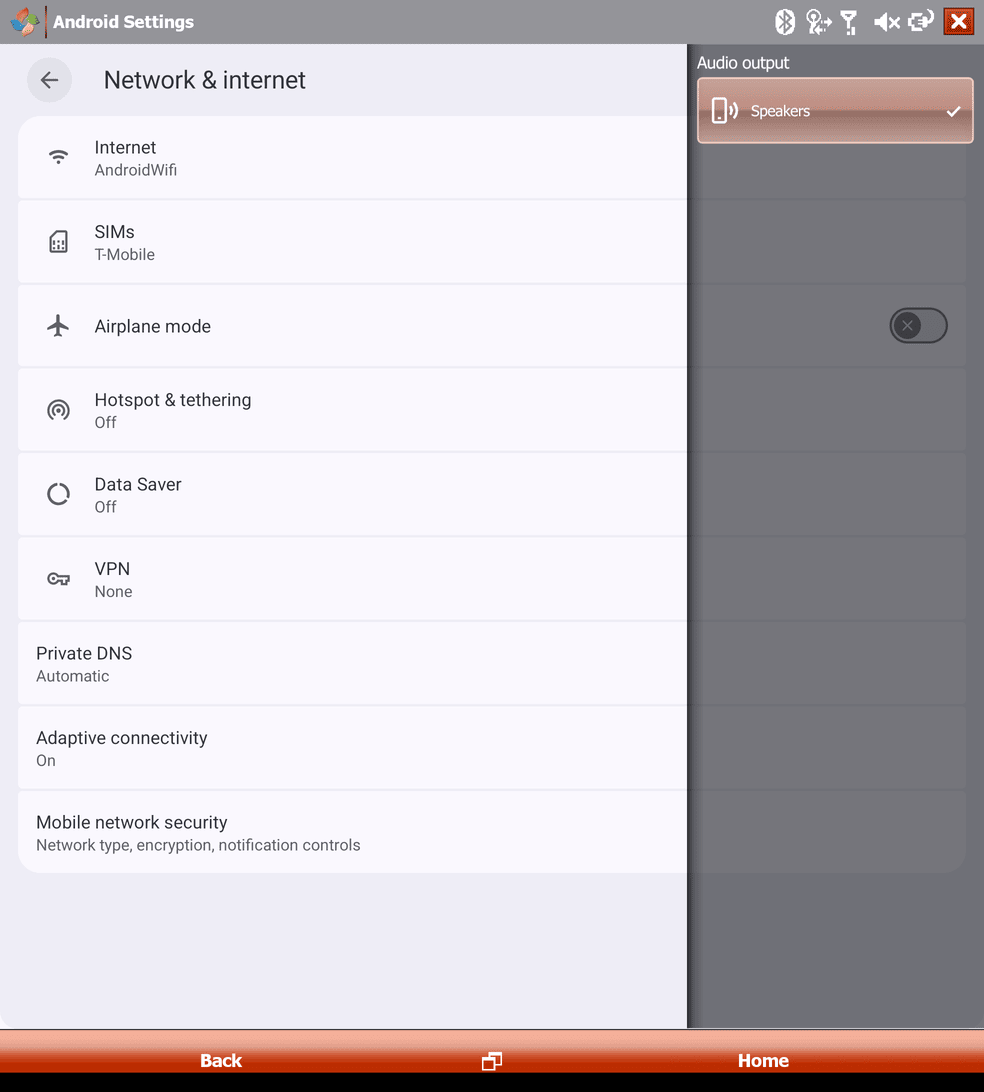 Android Settings
Network & internet
Internet
AndroidWifi
SIMs
T-Mobile
Airplane mode
Hotspot & tethering
Off
Data Saver
Off
VPN
None
Private DNS
Automatic
Adaptive connectivity
On
Mobile network security
Network type, encryption, notification controls
Audio output
Speakers
Back
Home